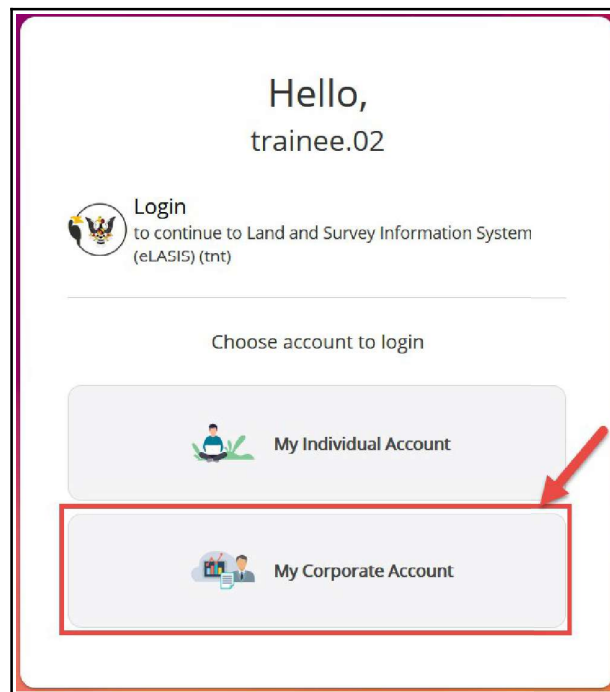 Hello,
trainee.02
Login
to continue to Land and Survey Information System
(eLASIS) (tnt)
Choose account to login
My Individual Account
My Corporate Account